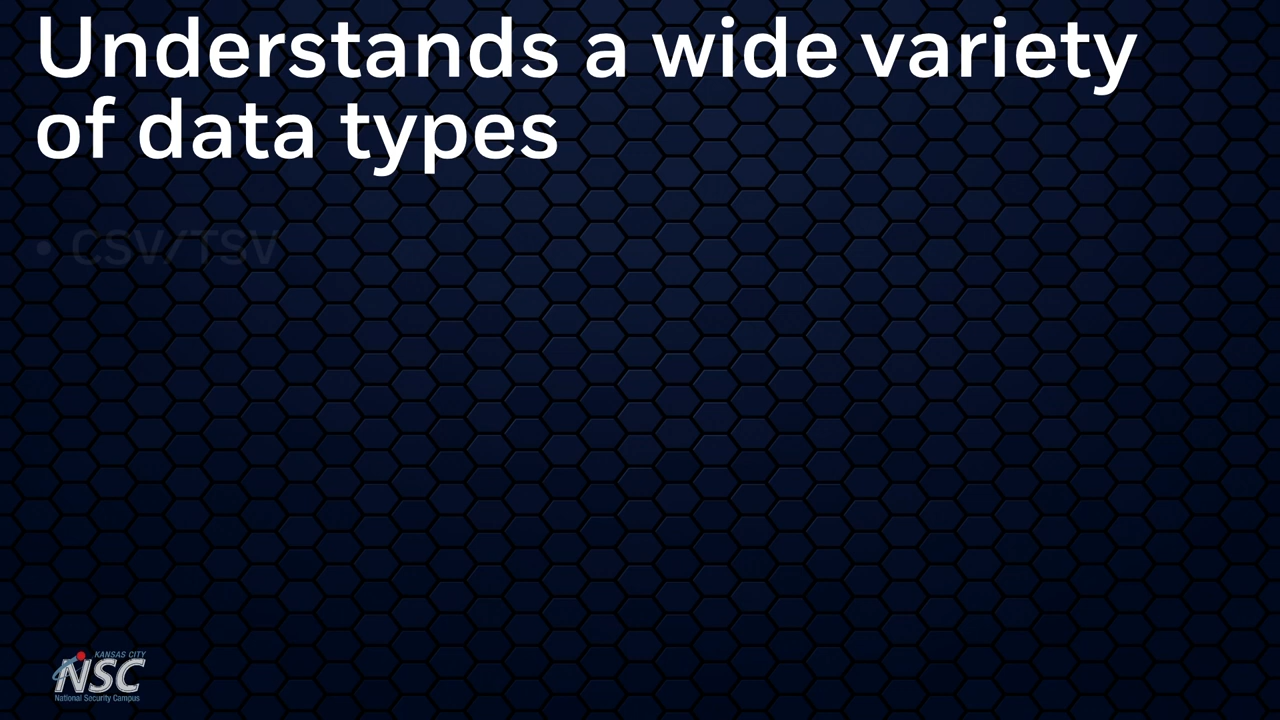 Understands a wide variety
of data types
• CSV/TSV
KANSAS CITY
NSC
National Security Campus